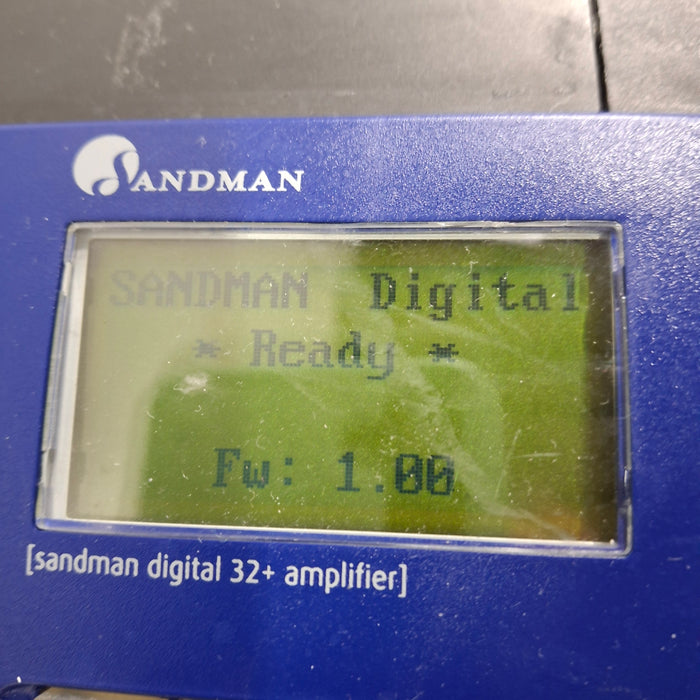 SANDMAN
SANDMAN Digital
* Ready *
Fw: 1.00
[sandman digital 32+ amplifier]